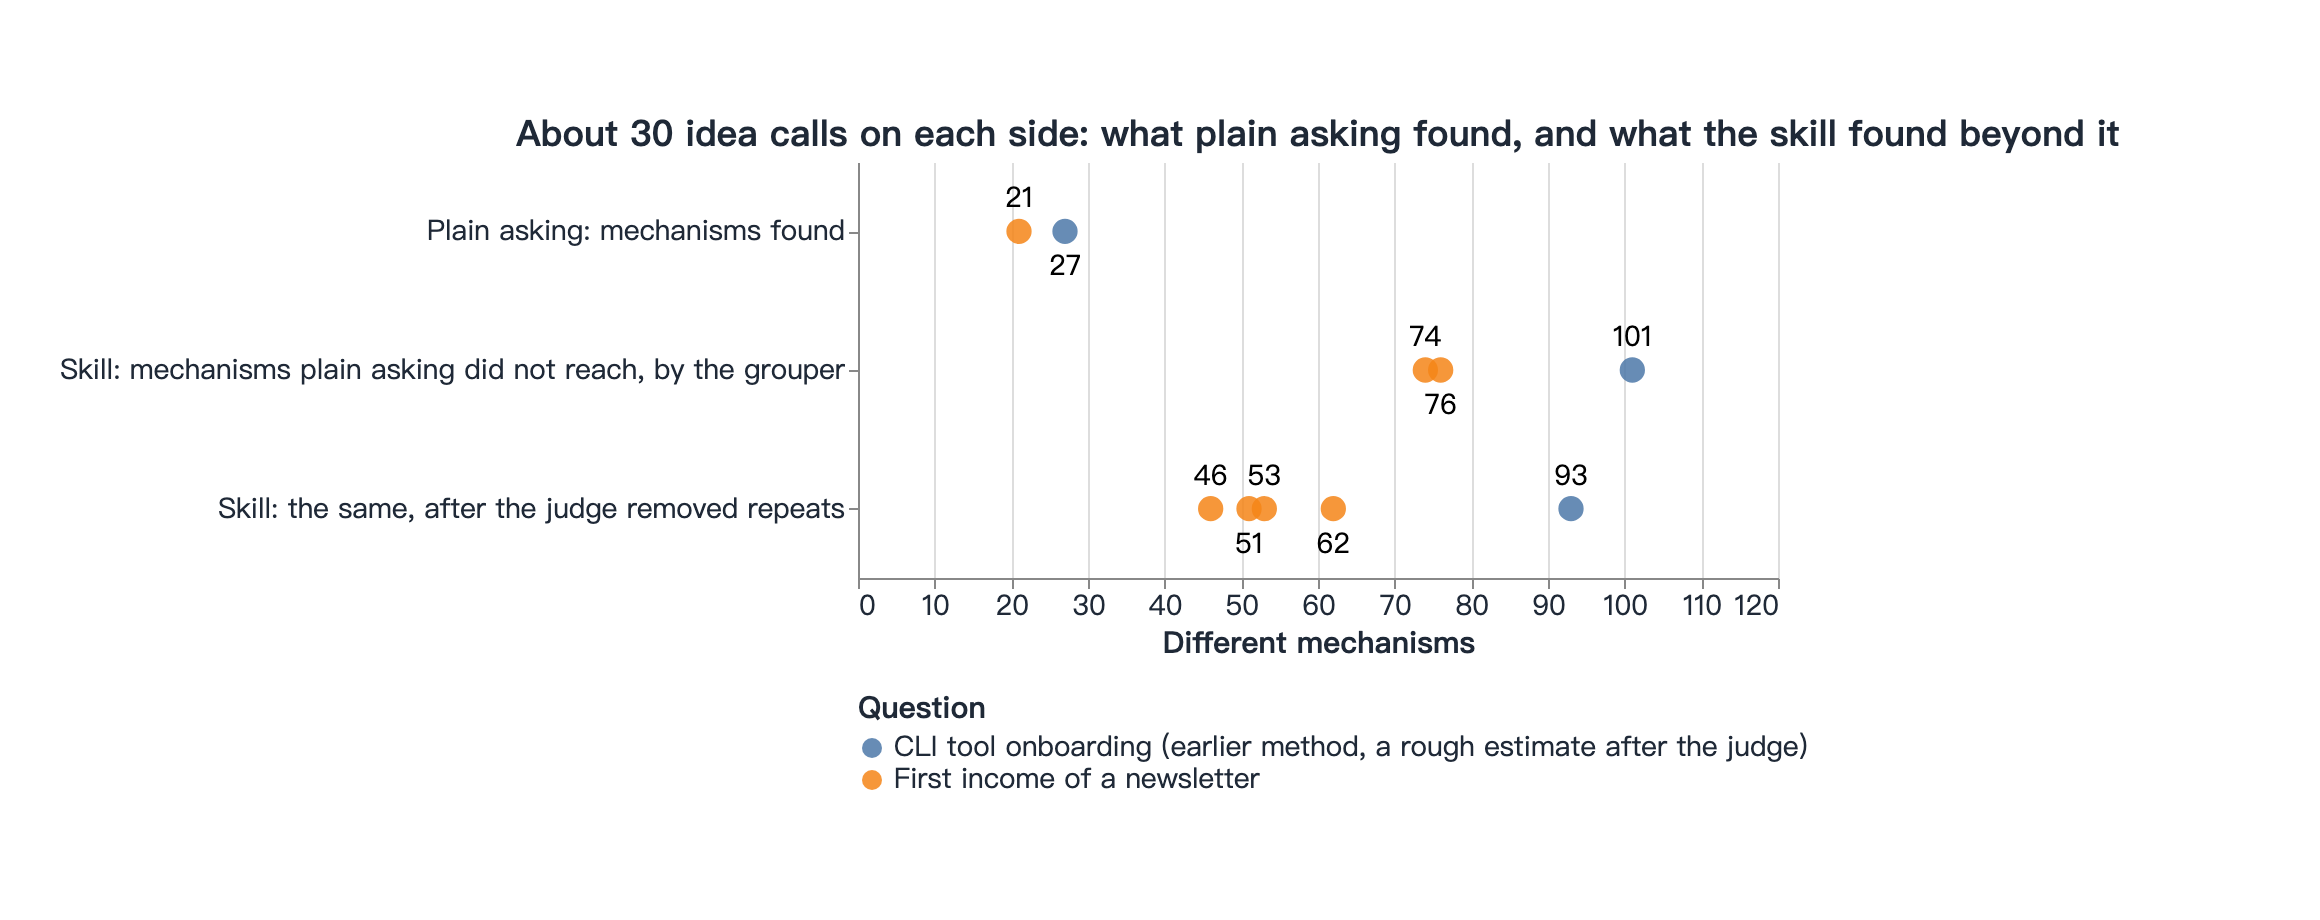 About 30 idea calls on each side: what plain asking found, and what the skill found beyond it
21
Plain asking: mechanisms found
27
74 101
Skill: mechanisms plain asking did not reach, by the grouper
76
46 53 93
Skill: the same, after the judge removed repeats
51 62
0 10 20 30 40 50 60 70 80 90 100 110 120
Different mechanisms
Question
CLI tool onboarding (earlier method, a rough estimate after the judge)
First income of a newsletter